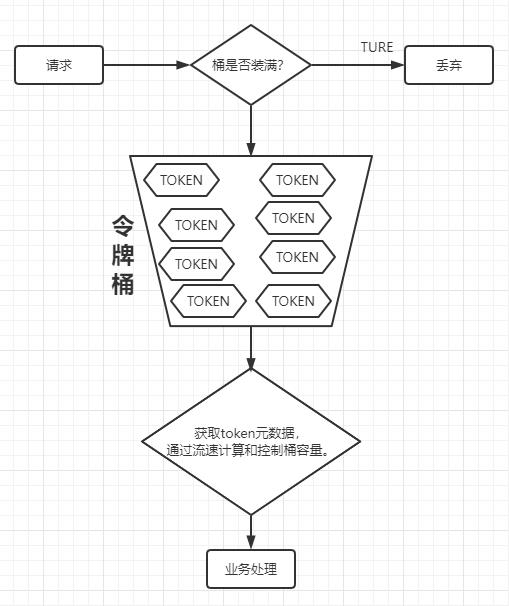 TURE
请求
桶是否装满?
丢弃
TOKEN
TOKEN
TOKEN
TOKEN
TOKEN
TOKEN
TOKEN
TOKEN
令
牌
桶
获取token元数据，
通过流速计算和控制桶容量。
业务处理